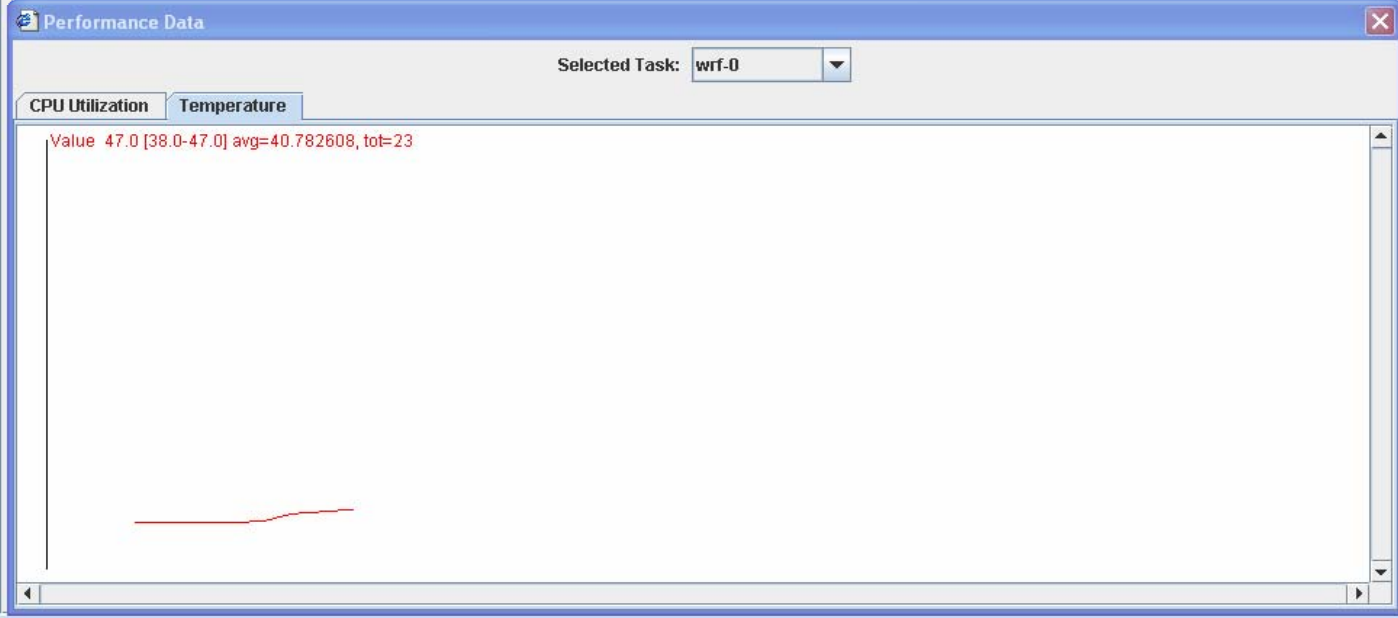 Performance Data
Selected Task: wrf-0
CPU Utilization Temperature
Value 47.0 [38.0-47.0] avg=40.782608, tot=23